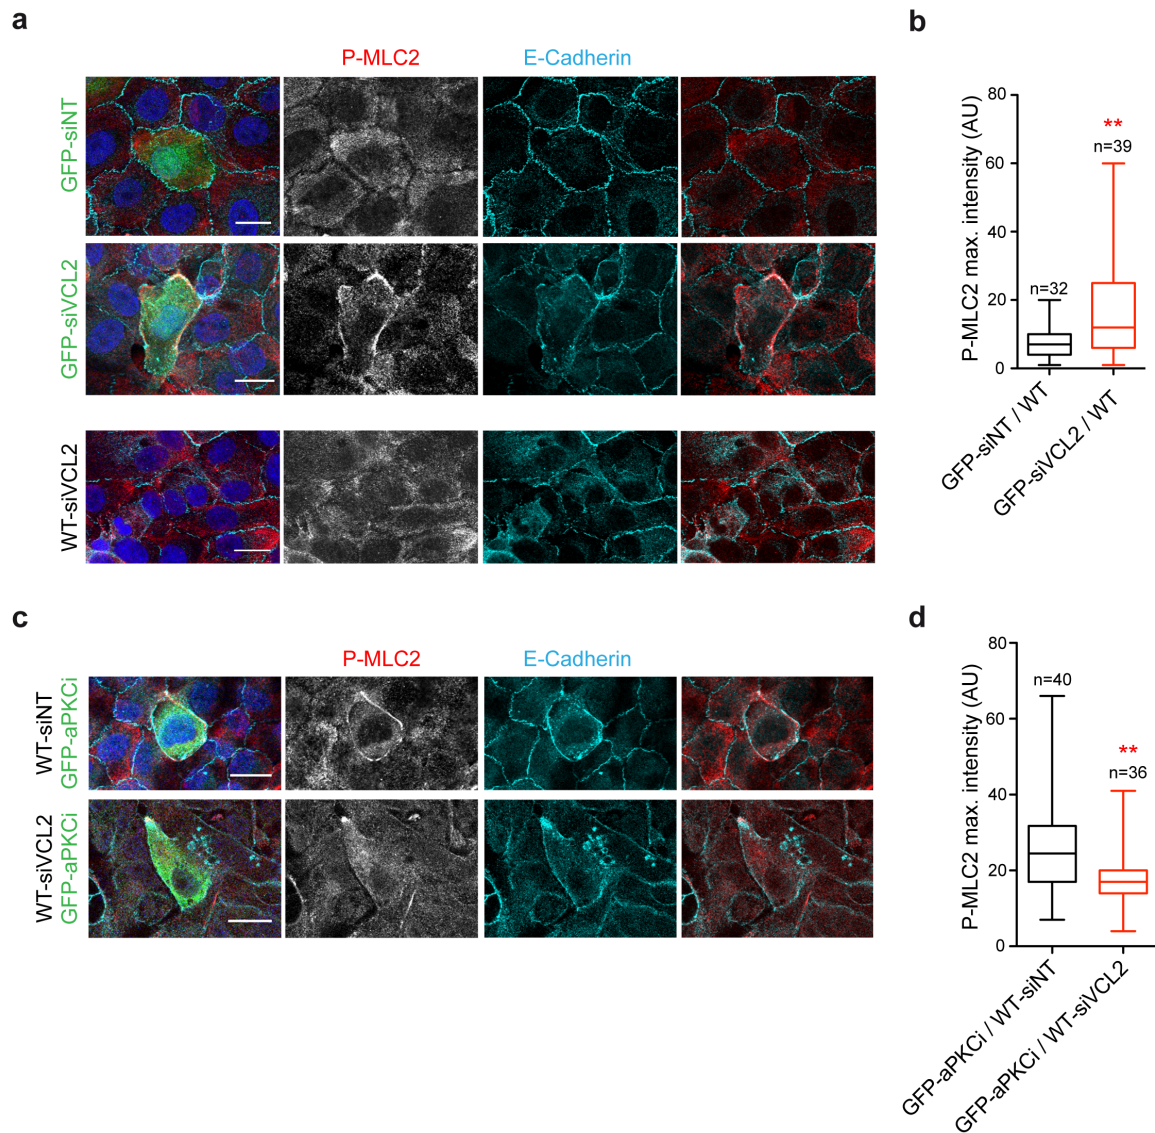 a
P-MLC2
E-Cadherin
GFP-siNT
GFP-siVCL2
WT-siVCL2
b
P-MLC2 max. intensity (AU)
80
60
40
20
0
n=32
**
n=39
GFP-siNT / WT
GFP-siVCL2 / WT
c
P-MLC2
E-Cadherin
WT-siNT
GFP-aPKCi
WT-siVCL2
GFP-aPKCi
d
P-MLC2 max. intensity (AU)
80
60
40
20
0
n=40
**
n=36
GFP-aPKCi / WT-siNT
GFP-aPKCi / WT-siVCL2